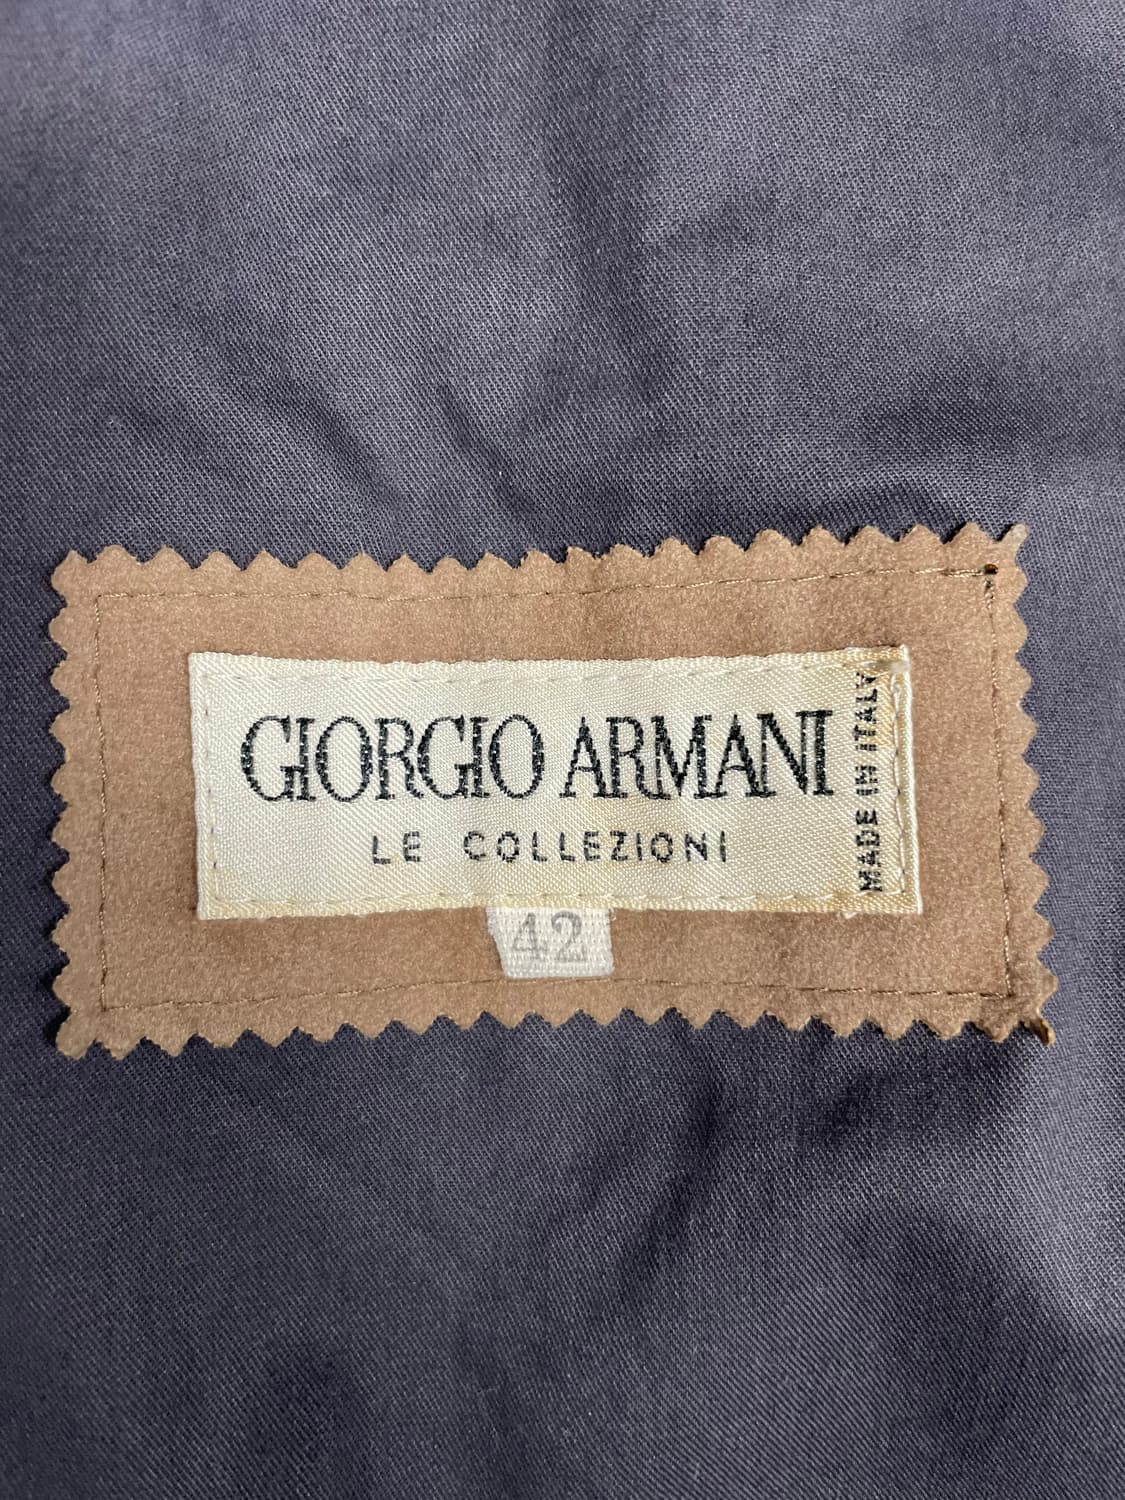 GIORGIO ARMANI
LE COLLEZIONI
MADE IN ITALY
42